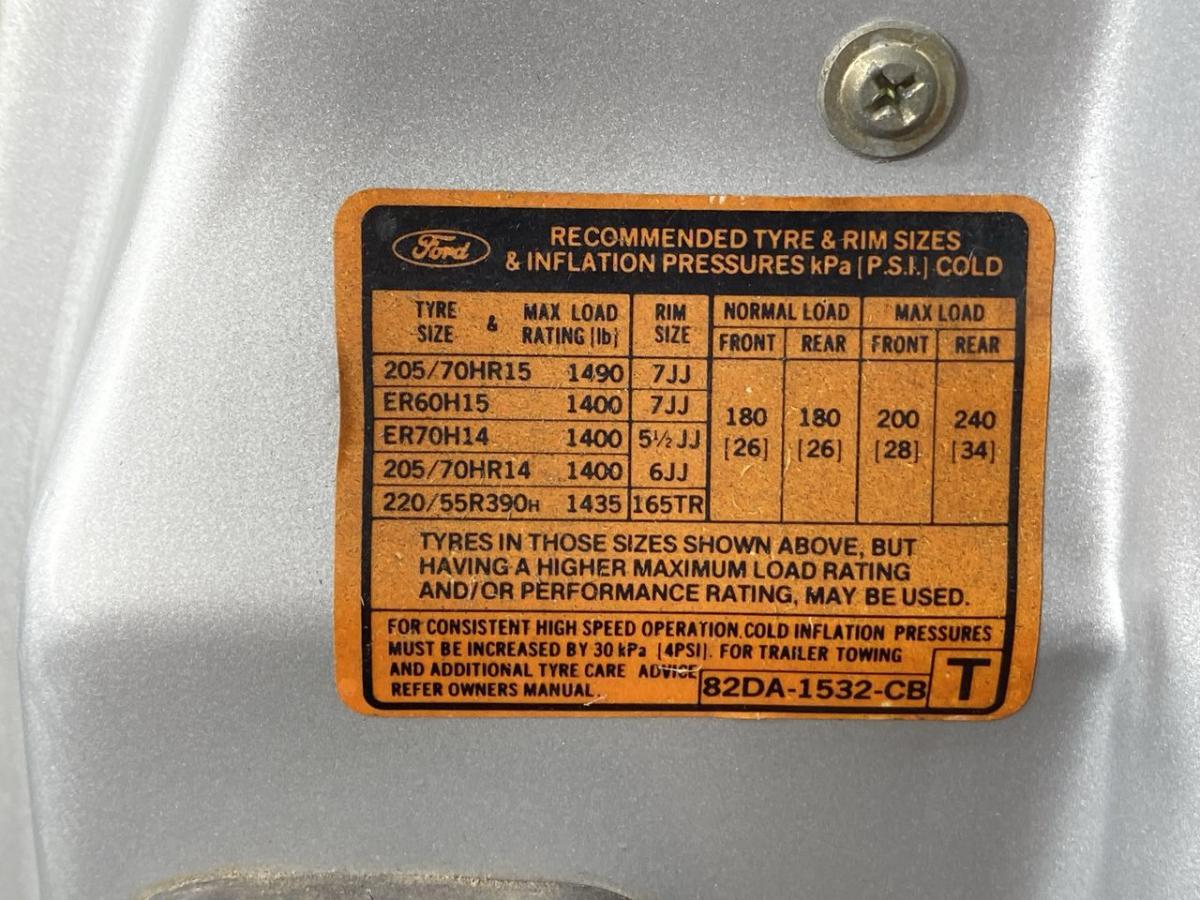 Ford
RECOMMENDED TYRE & RIM SIZES
& INFLATION PRESSURES kPa [P.S.I.] COLD
TYRE SIZE & MAX LOAD RATING [lb] RIM SIZE NORMAL LOAD MAX LOAD
FRONT REAR FRONT REAR
205/70HR15 1490 7JJ
ER60H15 1400 7JJ
180 180 200 240
ER70H14 1400 5½JJ
[26] [26] [28] [34]
205/70HR14 1400 6JJ
220/55R390H 1435 165TR
TYRES IN THOSE SIZES SHOWN ABOVE, BUT
HAVING A HIGHER MAXIMUM LOAD RATING
AND/OR PERFORMANCE RATING, MAY BE USED.
FOR CONSISTENT HIGH SPEED OPERATION, COLD INFLATION PRESSURES
MUST BE INCREASED BY 30 kPa [4PSI]. FOR TRAILER TOWING
AND ADDITIONAL TYRE CARE ADVICE
REFER OWNERS MANUAL.
82DA-1532-CB T